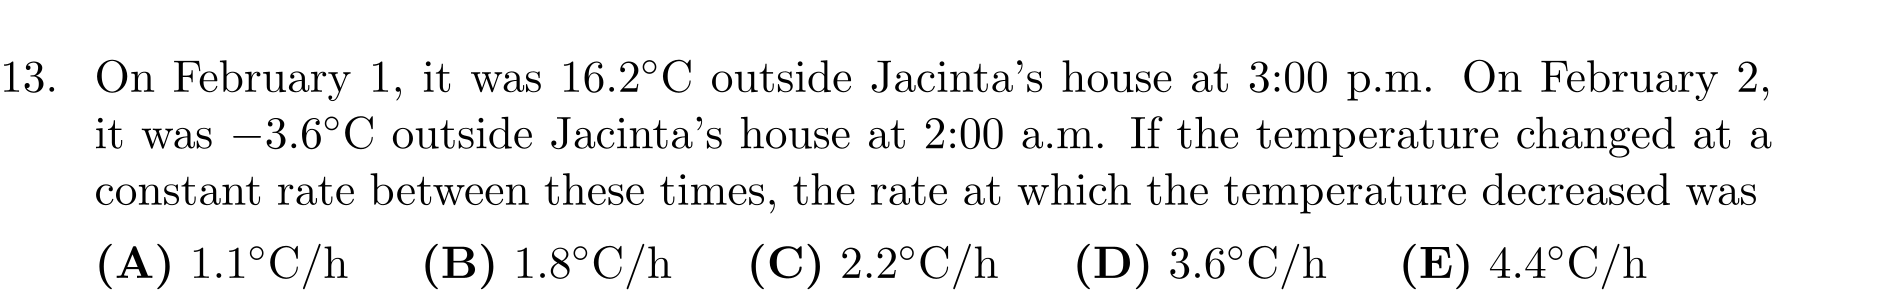 13. On February 1, it was 16.2°C outside Jacinta's house at 3:00 p.m. On February 2,
it was −3.6°C outside Jacinta's house at 2:00 a.m. If the temperature changed at a
constant rate between these times, the rate at which the temperature decreased was
(A) 1.1°C/h (B) 1.8°C/h (C) 2.2°C/h (D) 3.6°C/h (E) 4.4°C/h